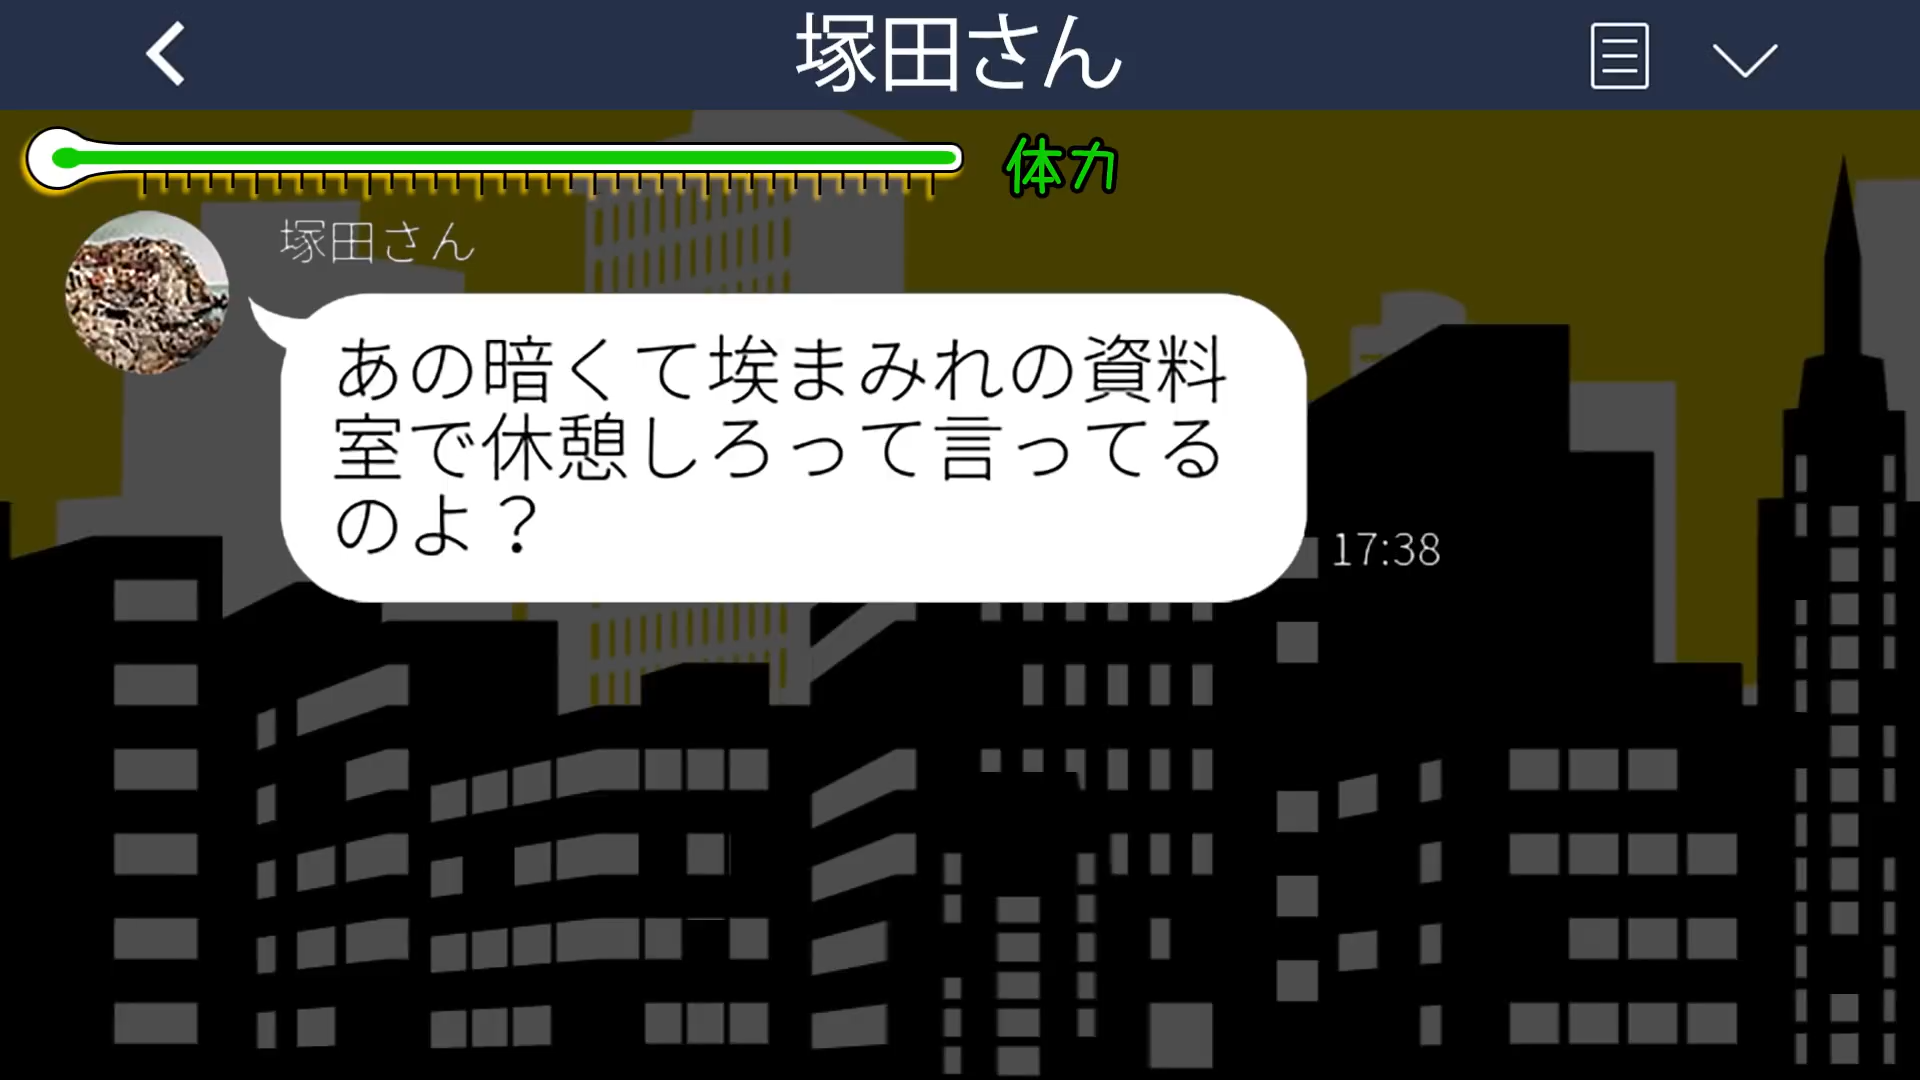 塚田さん
体力
塚田さん
あの暗くて埃まみれの資料
室で休憩しろって言ってる
のよ？
17:38